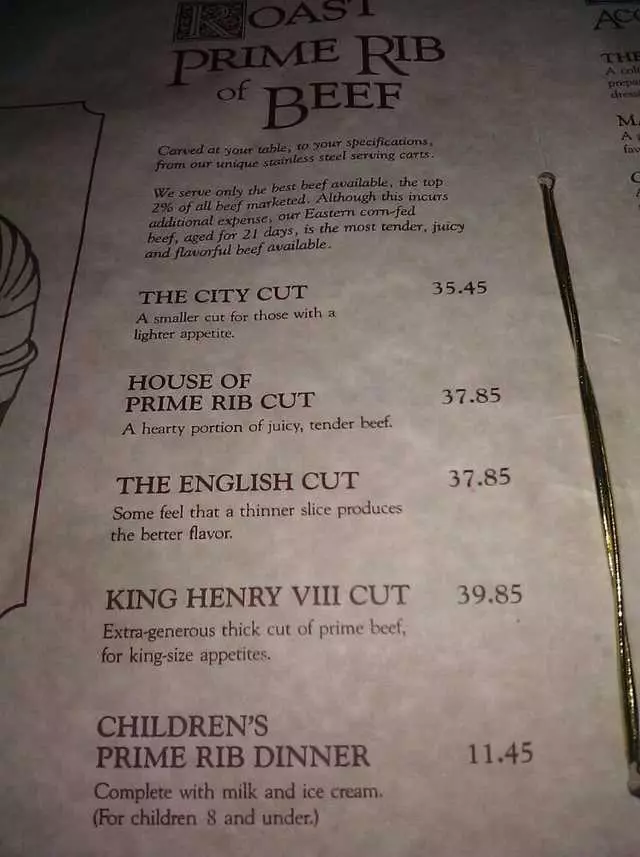 ROAST
PRIME RIB
of BEEF
Carved at your table, to your specifications,
from our unique stainless steel serving carts.
We serve only the best beef available, the top
2% of all beef marketed. Although this incurs
additional expense, our Eastern corn-fed
beef, aged for 21 days, is the most tender, juicy
and flavorful beef available.
THE CITY CUT 35.45
A smaller cut for those with a
lighter appetite.
HOUSE OF
PRIME RIB CUT 37.85
A hearty portion of juicy, tender beef.
THE ENGLISH CUT 37.85
Some feel that a thinner slice produces
the better flavor.
KING HENRY VIII CUT 39.85
Extra-generous thick cut of prime beef,
for king-size appetites.
CHILDREN'S
PRIME RIB DINNER 11.45
Complete with milk and ice cream.
(For children 8 and under.)
THE
A